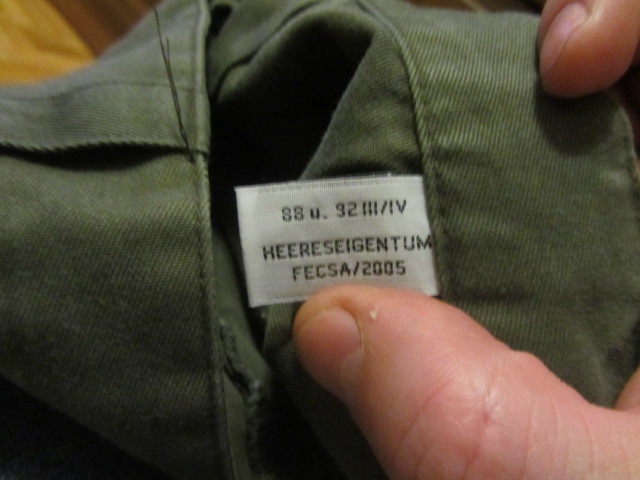 88 u. 92 III/IV
HEERESEIGENTUM
FECSA/2005